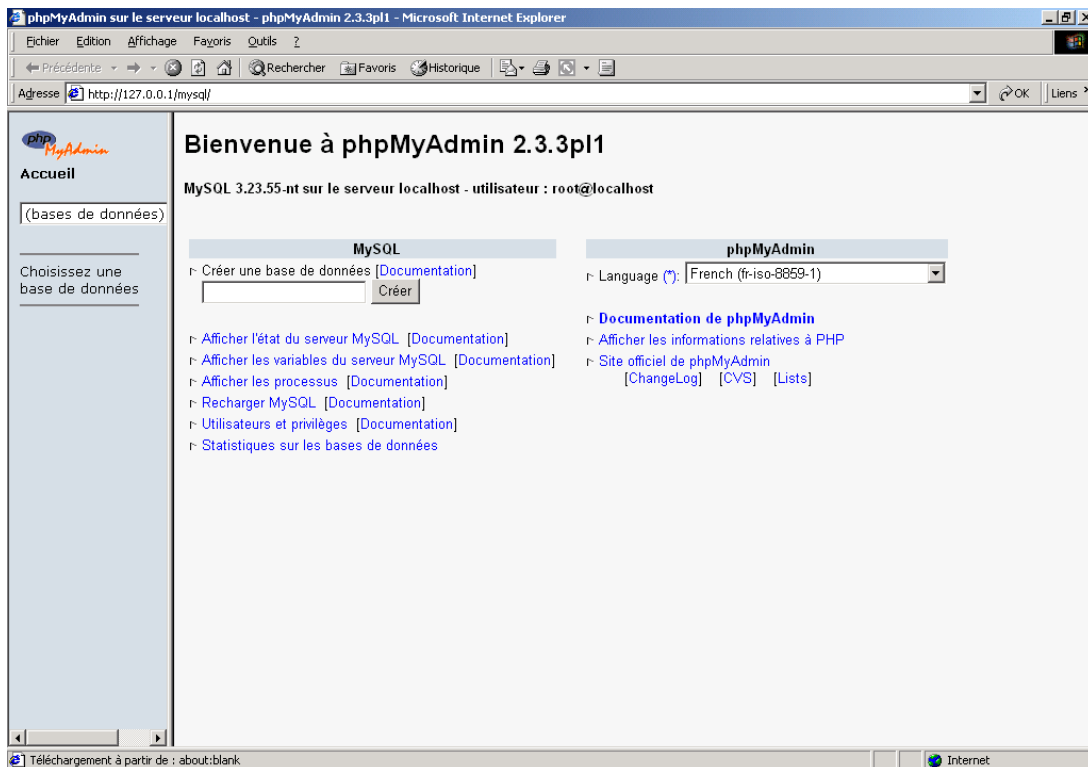 phpMyAdmin sur le serveur localhost - phpMyAdmin 2.3.3pl1 - Microsoft Internet Explorer
Fichier Edition Affichage Favoris Outils ?
Précédente Rechercher Favoris Historique
Adresse http://127.0.0.1/mysql/ OK Liens
php
MyAdmin
Accueil
(bases de données)
Choisissez une
base de données
Bienvenue à phpMyAdmin 2.3.3pl1
MySQL 3.23.55-nt sur le serveur localhost - utilisateur : root@localhost
MySQL
Créer une base de données [Documentation]
Créer
Afficher l'état du serveur MySQL [Documentation]
Afficher les variables du serveur MySQL [Documentation]
Afficher les processus [Documentation]
Recharger MySQL [Documentation]
Utilisateurs et privilèges [Documentation]
Statistiques sur les bases de données
phpMyAdmin
Language (*): French (fr-iso-8859-1)
Documentation de phpMyAdmin
Afficher les informations relatives à PHP
Site officiel de phpMyAdmin
[ChangeLog] [CVS] [Lists]
Téléchargement à partir de : about:blank
Internet